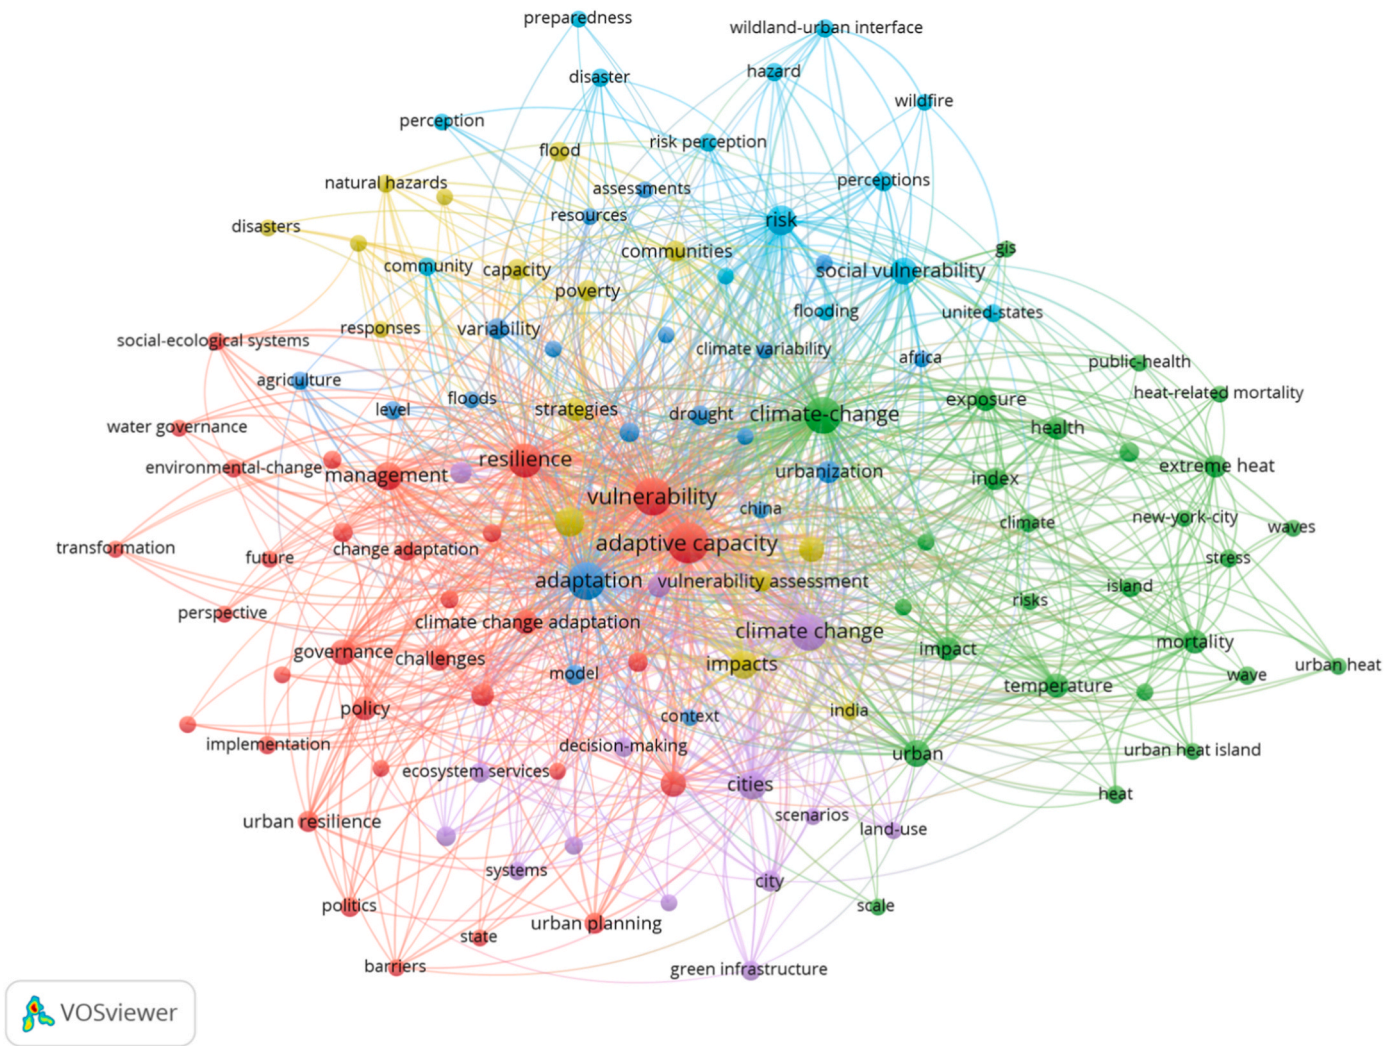 preparedness
wildland-urban interface
disaster
hazard
wildfire
perception
risk perception
flood
natural hazards
assessments
perceptions
resources
risk
disasters
communities
gis
community
capacity
social vulnerability
poverty
flooding
united-states
responses
variability
social-ecological systems
climate variability
africa
public-health
agriculture
heat-related mortality
floods
level
strategies
drought
climate-change
exposure
water governance
health
resilience
environmental-change
management
urbanization
extreme heat
index
vulnerability
china
climate
new-york-city
waves
transformation
future
change adaptation
adaptive capacity
stress
adaptation
vulnerability assessment
island
risks
perspective
climate change adaptation
climate change
governance
challenges
impacts
impact
mortality
urban heat
model
wave
temperature
policy
context
india
implementation
decision-making
urban
urban heat island
ecosystem services
cities
heat
urban resilience
scenarios
land-use
systems
city
politics
scale
state
urban planning
barriers
green infrastructure
VOSviewer